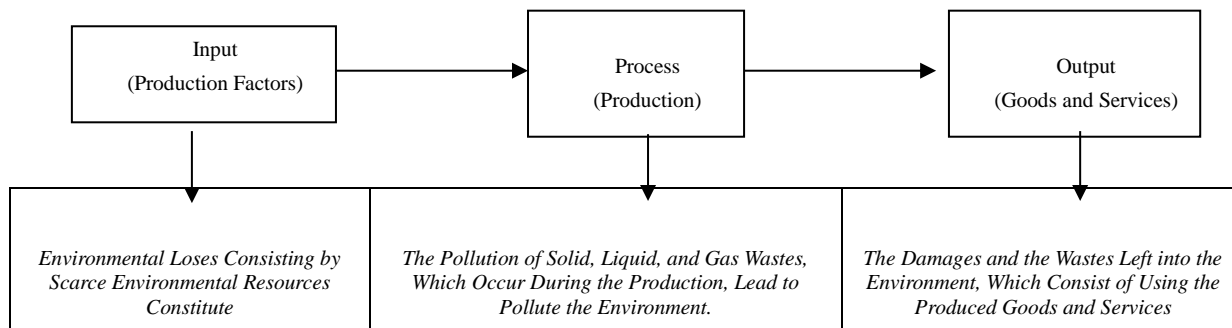 Input
(Production Factors)
Process
(Production)
Output
(Goods and Services)
Environmental Loses Consisting by
Scarce Environmental Resources
Constitute
The Pollution of Solid, Liquid, and Gas Wastes,
Which Occur During the Production, Lead to
Pollute the Environment.
The Damages and the Wastes Left into the
Environment, Which Consist of Using the
Produced Goods and Services